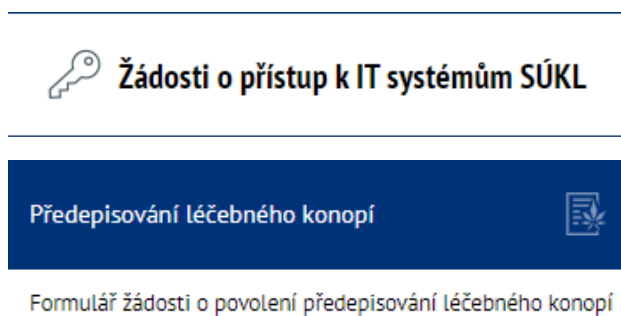 Žádosti o přístup k IT systémům SÚKL
Předepisování léčebného konopí
Formulář žádosti o povolení předepisování léčebného konopí